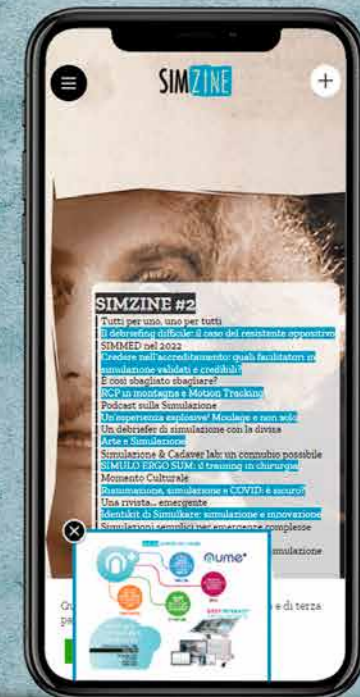 SIMZINE
SIMZINE #2
Tutti per uno, uno per tutti
Il debriefing difficile: il caso del resistente oppositivo
SIMMED nel 2022
Credere nell'accreditamento: quali facilitatori in
simulazione validati e credibili?
È così sbagliato sbagliare?
RCP in montagna e Motion Tracking
Podcast sulla Simulazione
Un'esperienza esplosiva! Moulage e non solo
Un debriefer di simulazione con la divisa
Arte e Simulazione
Simulazione & Cadaver lab: un connubio possibile
SIMULO ERGO SUM: il training in chirurgia
Momento Culturale
Rianimazione, simulazione e COVID: è sicuro?
Una rivista... emergente
Identikit di Simulkare: simulazione e innovazione
Simulazioni semplici per emergenze complesse
simulazione
e di terza